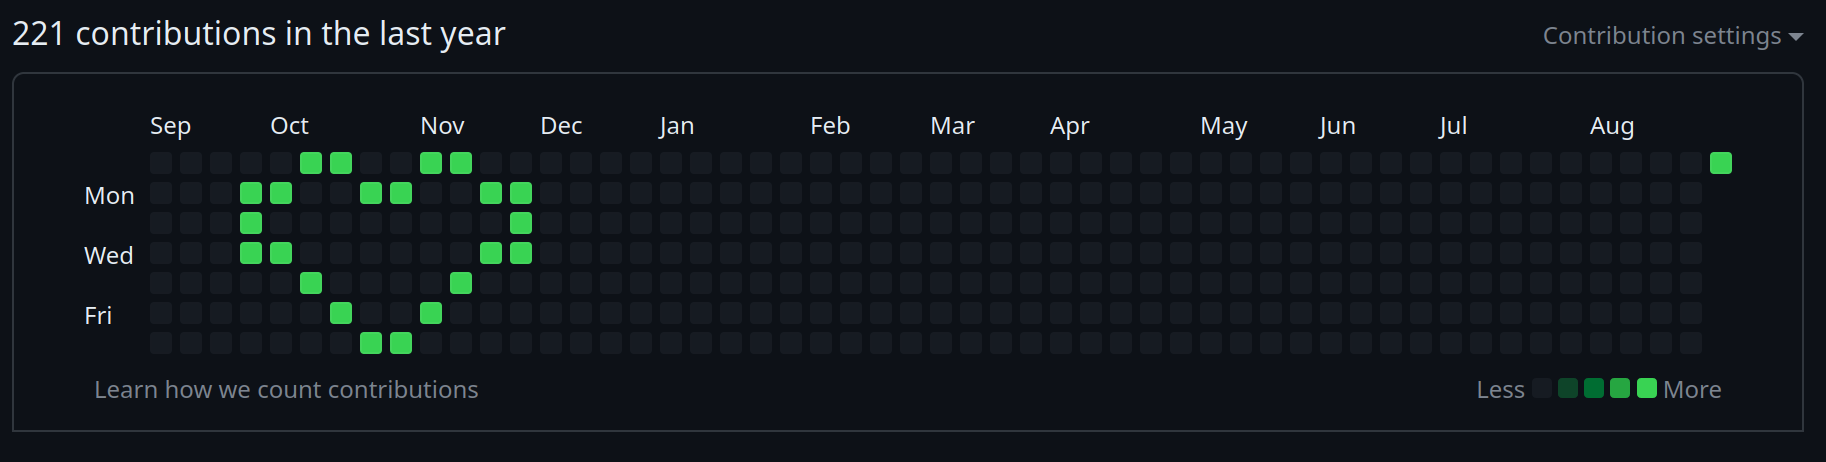 221 contributions in the last year
Contribution settings
Sep Oct Nov Dec Jan Feb Mar Apr May Jun Jul Aug
Mon
Wed
Fri
Learn how we count contributions
Less More